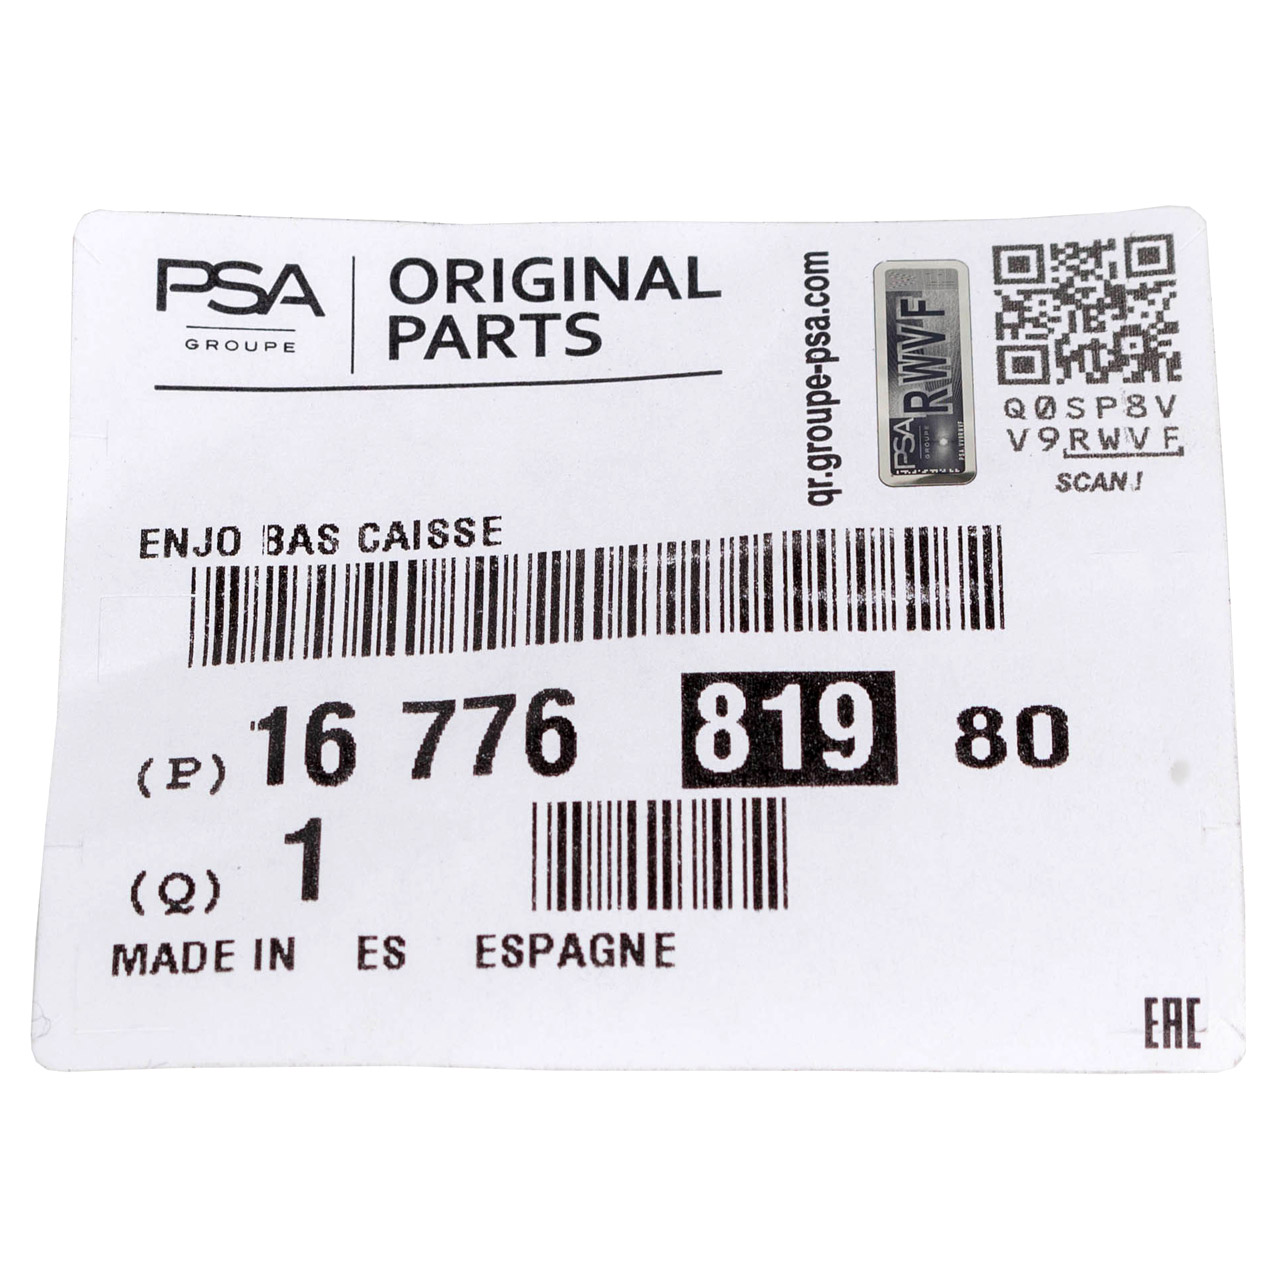 PSA
GROUPE
ORIGINAL
PARTS
qr.groupe-psa.com
RWVF
PSA
GROUPE
Q0SP8V
V9RWVF
SCAN!
ENJO BAS CAISSE
(P) 16 776 819 80
(Q) 1
MADE IN ES ESPAGNE
EAC